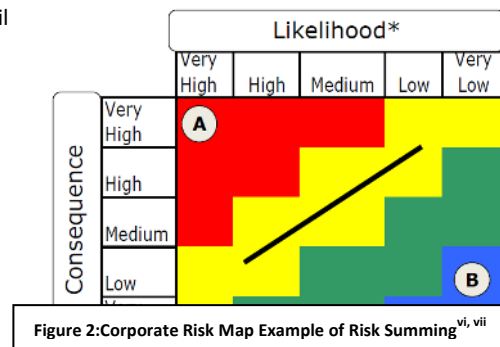 il
Likelihood*
Very High High Medium Low Very Low
Consequence
Very High
A
High
Medium
Low
B
Figure 2:Corporate Risk Map Example of Risk Summing vi, vii